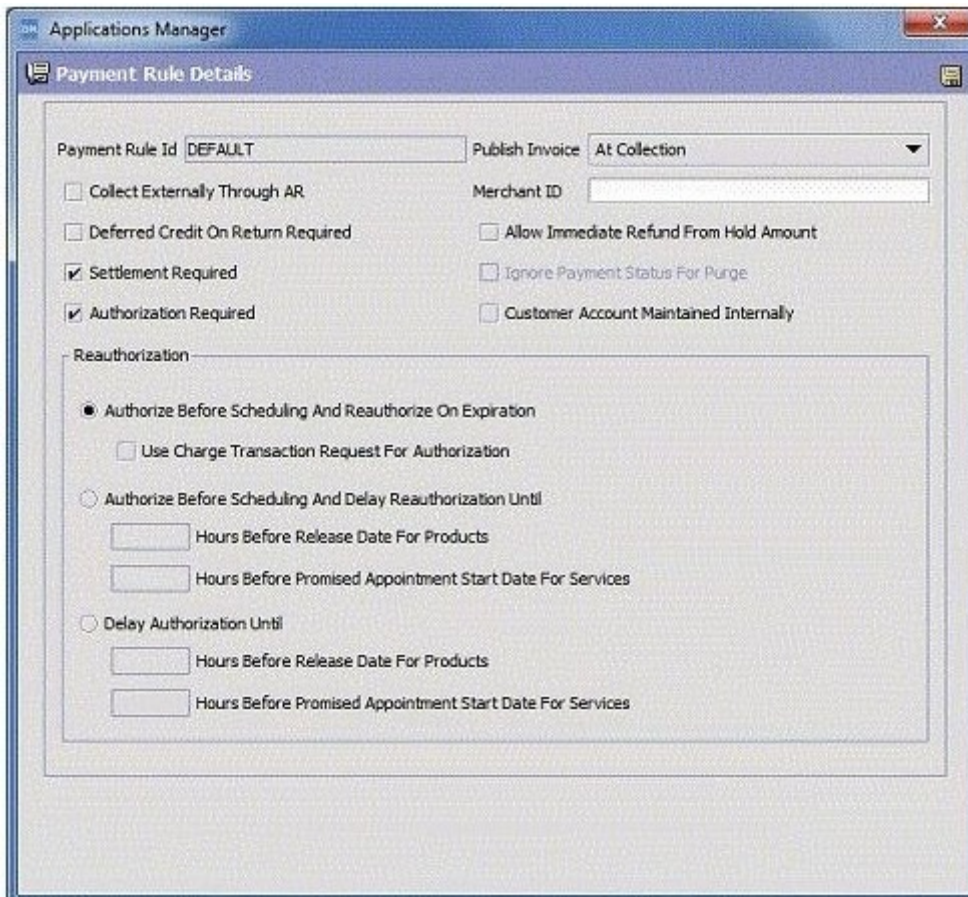 Applications Manager
Payment Rule Details
Payment Rule Id DEFAULT Publish Invoice At Collection
Collect Externally Through AR Merchant ID
Deferred Credit On Return Required Allow Immediate Refund From Hold Amount
Settlement Required Ignore Payment Status For Purge
Authorization Required Customer Account Maintained Internally
Reauthorization
Authorize Before Scheduling And Reauthorize On Expiration
Use Charge Transaction Request For Authorization
Authorize Before Scheduling And Delay Reauthorization Until
Hours Before Release Date For Products
Hours Before Promised Appointment Start Date For Services
Delay Authorization Until
Hours Before Release Date For Products
Hours Before Promised Appointment Start Date For Services